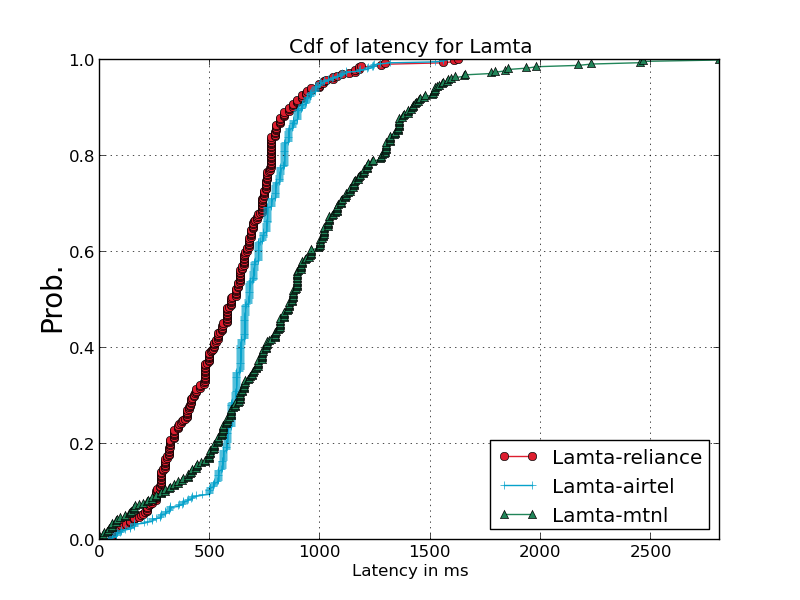 Cdf of latency for Lamta
Prob.
1.0
0.8
0.6
0.4
0.2
0.0
0 500 1000 1500 2000 2500
Latency in ms
Lamta-reliance
Lamta-airtel
Lamta-mtnl